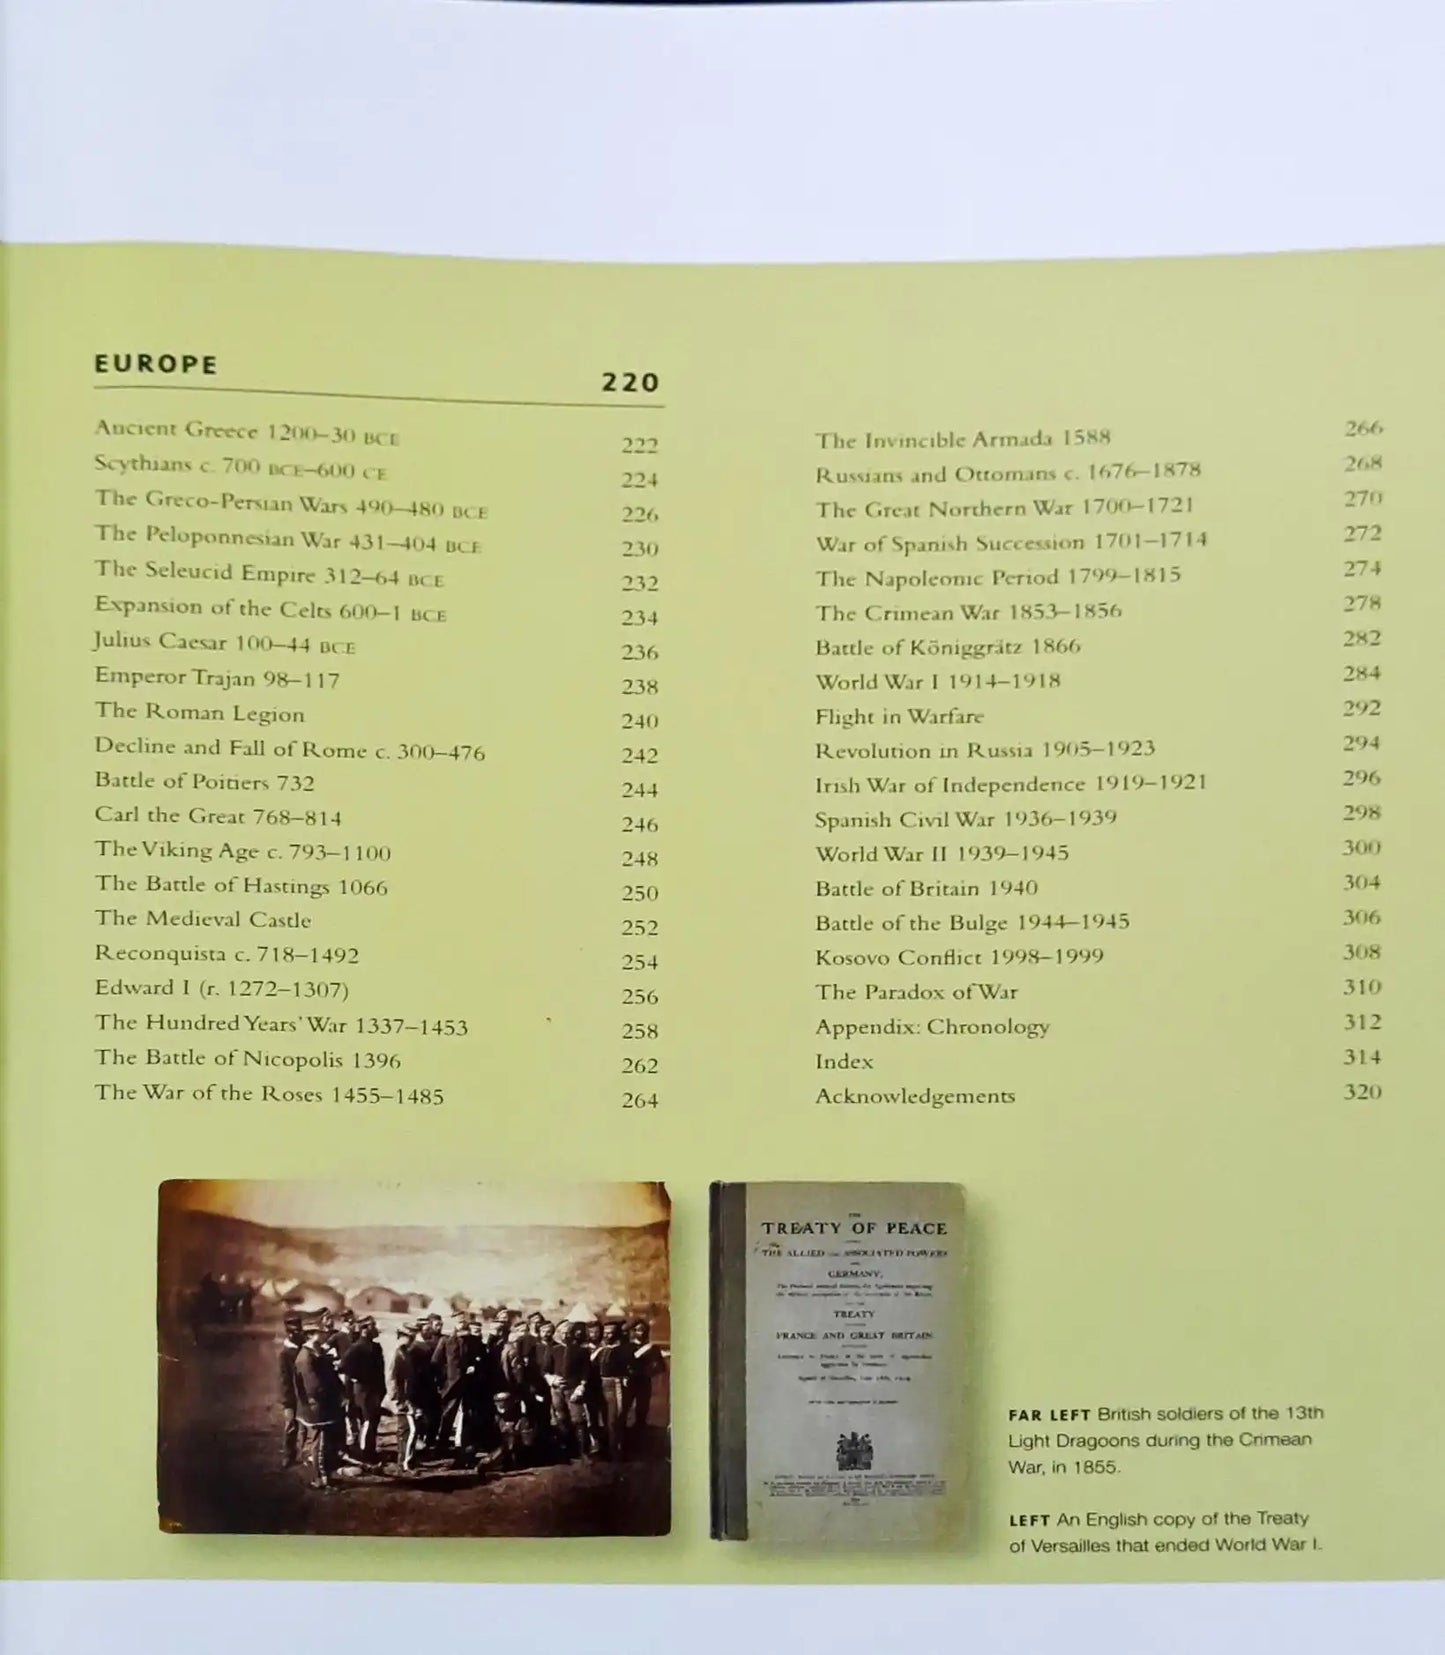 EUROPE 220
Ancient Greece 1200–30 BCE 222
Scythians c. 700 BCE–600 CE 224
The Greco-Persian Wars 490–480 BCE 226
The Peloponnesian War 431–404 BCE 230
The Seleucid Empire 312–64 BCE 232
Expansion of the Celts 600–1 BCE 234
Julius Caesar 100–44 BCE 236
Emperor Trajan 98–117 238
The Roman Legion 240
Decline and Fall of Rome c. 300–476 242
Battle of Poitiers 732 244
Carl the Great 768–814 246
The Viking Age c. 793–1100 248
The Battle of Hastings 1066 250
The Medieval Castle 252
Reconquista c. 718–1492 254
Edward I (r. 1272–1307) 256
The Hundred Years' War 1337–1453 258
The Battle of Nicopolis 1396 262
The War of the Roses 1455–1485 264
The Invincible Armada 1588 266
Russians and Ottomans c. 1676–1878 268
The Great Northern War 1700–1721 270
War of Spanish Succession 1701–1714 272
The Napoleonic Period 1799–1815 274
The Crimean War 1853–1856 278
Battle of Königgrätz 1866 282
World War I 1914–1918 284
Flight in Warfare 292
Revolution in Russia 1905–1923 294
Irish War of Independence 1919–1921 296
Spanish Civil War 1936–1939 298
World War II 1939–1945 300
Battle of Britain 1940 304
Battle of the Bulge 1944–1945 306
Kosovo Conflict 1998–1999 308
The Paradox of War 310
Appendix: Chronology 312
Index 314
Acknowledgements 320
THE
TREATY OF PEACE
THE ALLIED AND ASSOCIATED POWERS
GERMANY,
TREATY
FRANCE AND GREAT BRITAIN
FAR LEFT British soldiers of the 13th
Light Dragoons during the Crimean
War, in 1855.
LEFT An English copy of the Treaty
of Versailles that ended World War I.